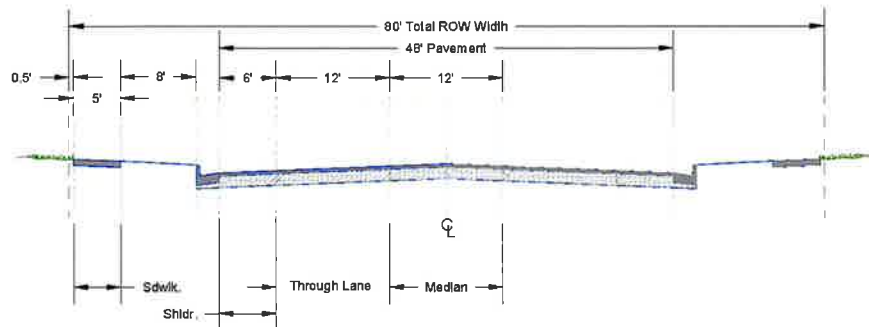 80' Total ROW Width
48' Pavement
0.5' 8' 6' 12' 12'
5'
℄
Sdwlk. Through Lane Median
Shldr.